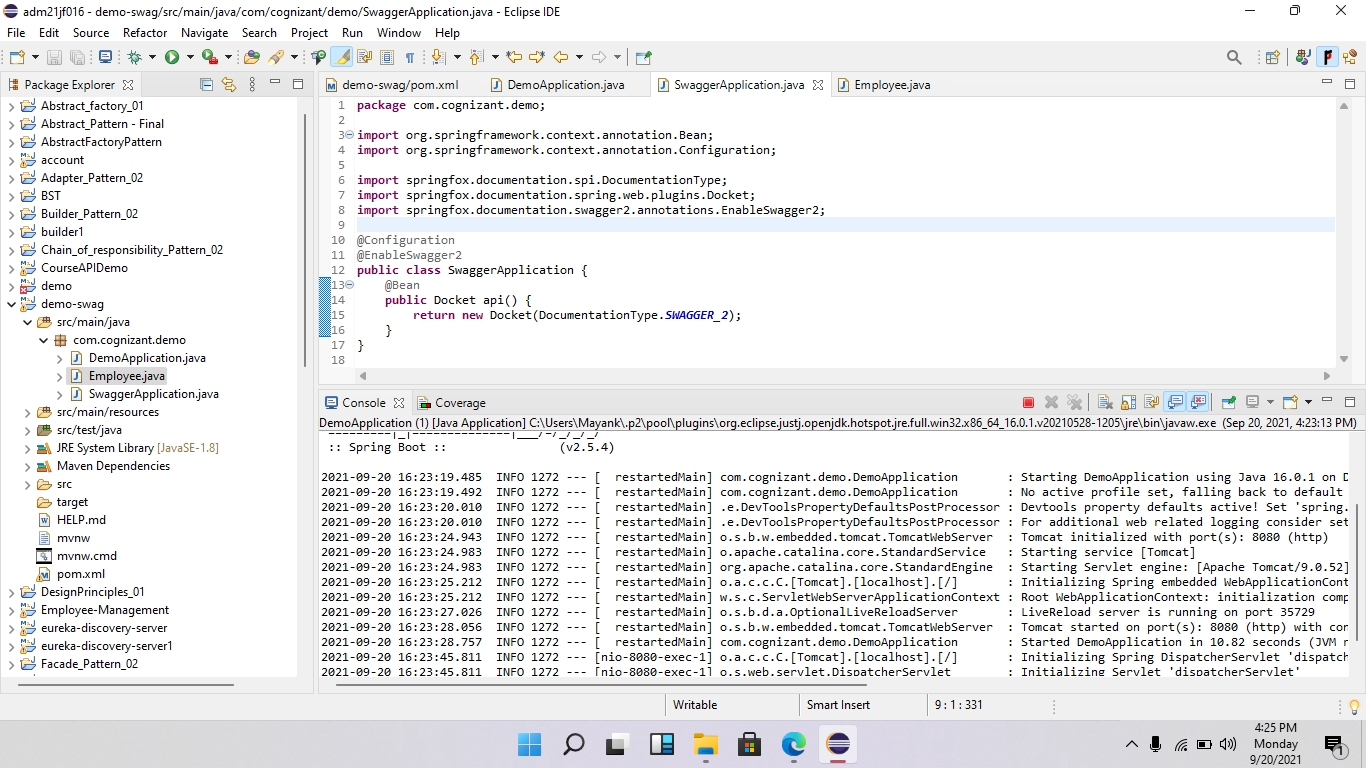 adm21jf016 - demo-swag/src/main/java/com/cognizant/demo/SwaggerApplication.java - Eclipse IDE
File Edit Source Refactor Navigate Search Project Run Window Help
Package Explorer
Abstract_factory_01
Abstract_Pattern - Final
AbstractFactoryPattern
account
Adapter_Pattern_02
BST
Builder_Pattern_02
builder1
Chain_of_responsibility_Pattern_02
CourseAPIDemo
demo
demo-swag
src/main/java
com.cognizant.demo
DemoApplication.java
Employee.java
SwaggerApplication.java
src/main/resources
src/test/java
JRE System Library [JavaSE-1.8]
Maven Dependencies
src
target
HELP.md
mvnw
mvnw.cmd
pom.xml
DesignPrinciples_01
Employee-Management
eureka-discovery-server
eureka-discovery-server1
Facade_Pattern_02
demo-swag/pom.xml DemoApplication.java SwaggerApplication.java Employee.java
1 package com.cognizant.demo;
2
3 import org.springframework.context.annotation.Bean;
4 import org.springframework.context.annotation.Configuration;
5
6 import springfox.documentation.spi.DocumentationType;
7 import springfox.documentation.spring.web.plugins.Docket;
8 import springfox.documentation.swagger2.annotations.EnableSwagger2;
9
10 @Configuration
11 @EnableSwagger2
12 public class SwaggerApplication {
13 @Bean
14 public Docket api() {
15 return new Docket(DocumentationType.SWAGGER_2);
16 }
17 }
18
Console Coverage
DemoApplication (1) [Java Application] C:\Users\Mayank\.p2\pool\plugins\org.eclipse.justj.openjdk.hotspot.jre.full.win32.x86_64_16.0.1.v20210528-1205\jre\bin\javaw.exe (Sep 20, 2021, 4:23:13 PM)
=========|_|==============|___/=/_/_/_/
:: Spring Boot :: (v2.5.4)
2021-09-20 16:23:19.485 INFO 1272 --- [ restartedMain] com.cognizant.demo.DemoApplication : Starting DemoApplication using Java 16.0.1 on D
2021-09-20 16:23:19.492 INFO 1272 --- [ restartedMain] com.cognizant.demo.DemoApplication : No active profile set, falling back to default
2021-09-20 16:23:20.010 INFO 1272 --- [ restartedMain] .e.DevToolsPropertyDefaultsPostProcessor : Devtools property defaults active! Set 'spring.
2021-09-20 16:23:20.010 INFO 1272 --- [ restartedMain] .e.DevToolsPropertyDefaultsPostProcessor : For additional web related logging consider set
2021-09-20 16:23:24.943 INFO 1272 --- [ restartedMain] o.s.b.w.embedded.tomcat.TomcatWebServer : Tomcat initialized with port(s): 8080 (http)
2021-09-20 16:23:24.983 INFO 1272 --- [ restartedMain] o.apache.catalina.core.StandardService : Starting service [Tomcat]
2021-09-20 16:23:24.983 INFO 1272 --- [ restartedMain] org.apache.catalina.core.StandardEngine : Starting Servlet engine: [Apache Tomcat/9.0.52]
2021-09-20 16:23:25.212 INFO 1272 --- [ restartedMain] o.a.c.c.C.[Tomcat].[localhost].[/] : Initializing Spring embedded WebApplicationCont
2021-09-20 16:23:25.212 INFO 1272 --- [ restartedMain] w.s.c.ServletWebServerApplicationContext : Root WebApplicationContext: initialization comp
2021-09-20 16:23:27.026 INFO 1272 --- [ restartedMain] o.s.b.d.a.OptionalLiveReloadServer : LiveReload server is running on port 35729
2021-09-20 16:23:28.056 INFO 1272 --- [ restartedMain] o.s.b.w.embedded.tomcat.TomcatWebServer : Tomcat started on port(s): 8080 (http) with con
2021-09-20 16:23:28.757 INFO 1272 --- [ restartedMain] com.cognizant.demo.DemoApplication : Started DemoApplication in 10.82 seconds (JVM r
2021-09-20 16:23:45.811 INFO 1272 --- [nio-8080-exec-1] o.a.c.c.C.[Tomcat].[localhost].[/] : Initializing Spring DispatcherServlet 'dispatch
2021-09-20 16:23:45.811 INFO 1272 --- [nio-8080-exec-1] o.s.web.servlet.DispatcherServlet : Initializing Servlet 'dispatcherServlet'
Writable Smart Insert 9 : 1 : 331
4:25 PM
Monday
9/20/2021
1